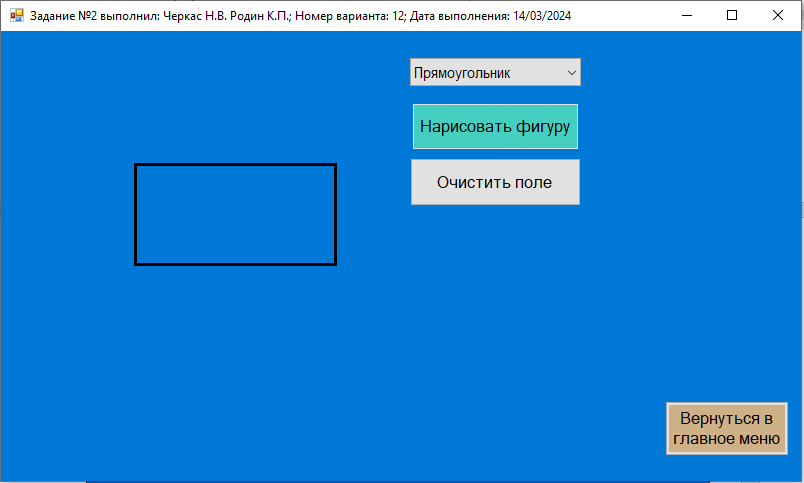 Задание №2 выполнил: Черкас Н.В. Родин К.П.; Номер варианта: 12; Дата выполнения: 14/03/2024
Прямоугольник
Нарисовать фигуру
Очистить поле
Вернуться в
главное меню